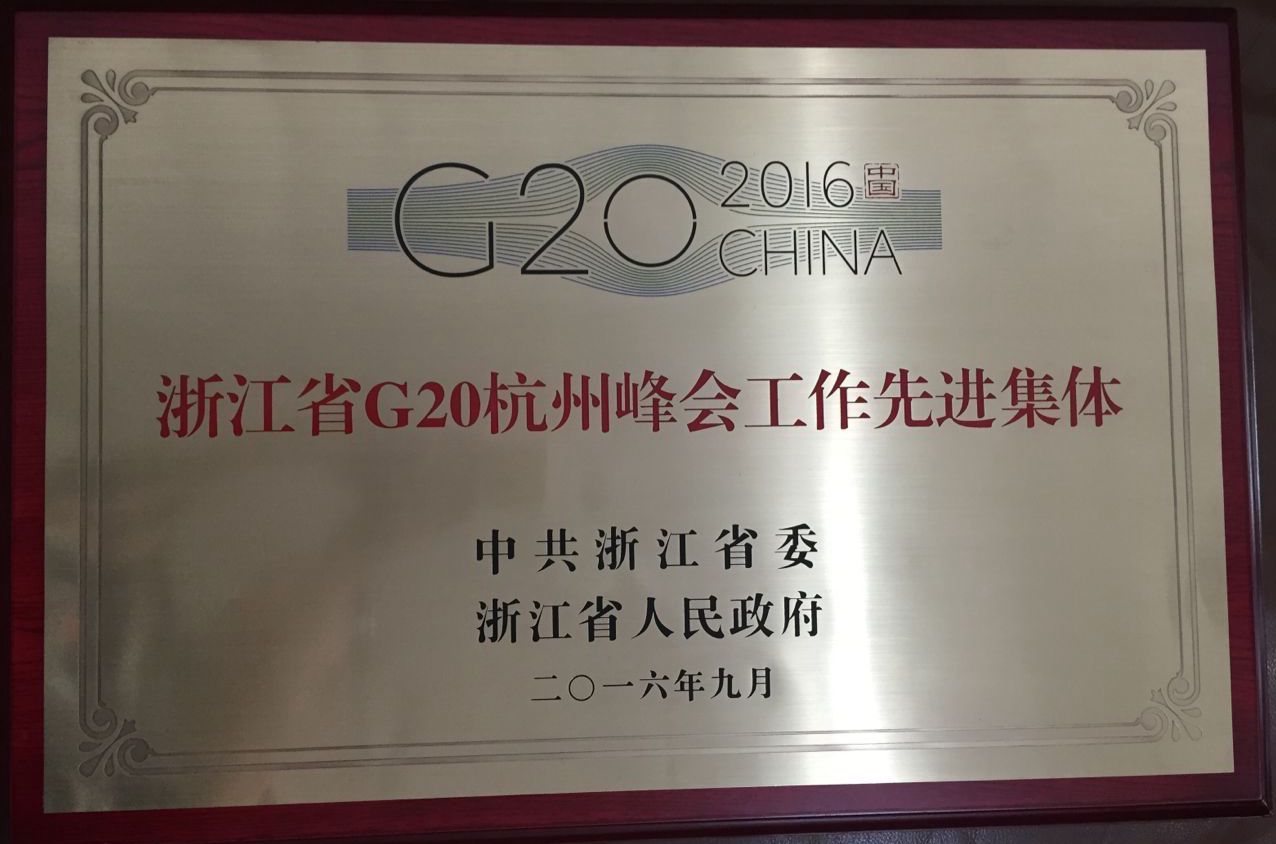 G20 2016 中国
CHINA
浙江省G20杭州峰会工作先进集体
中共浙江省委
浙江省人民政府
二〇一六年九月